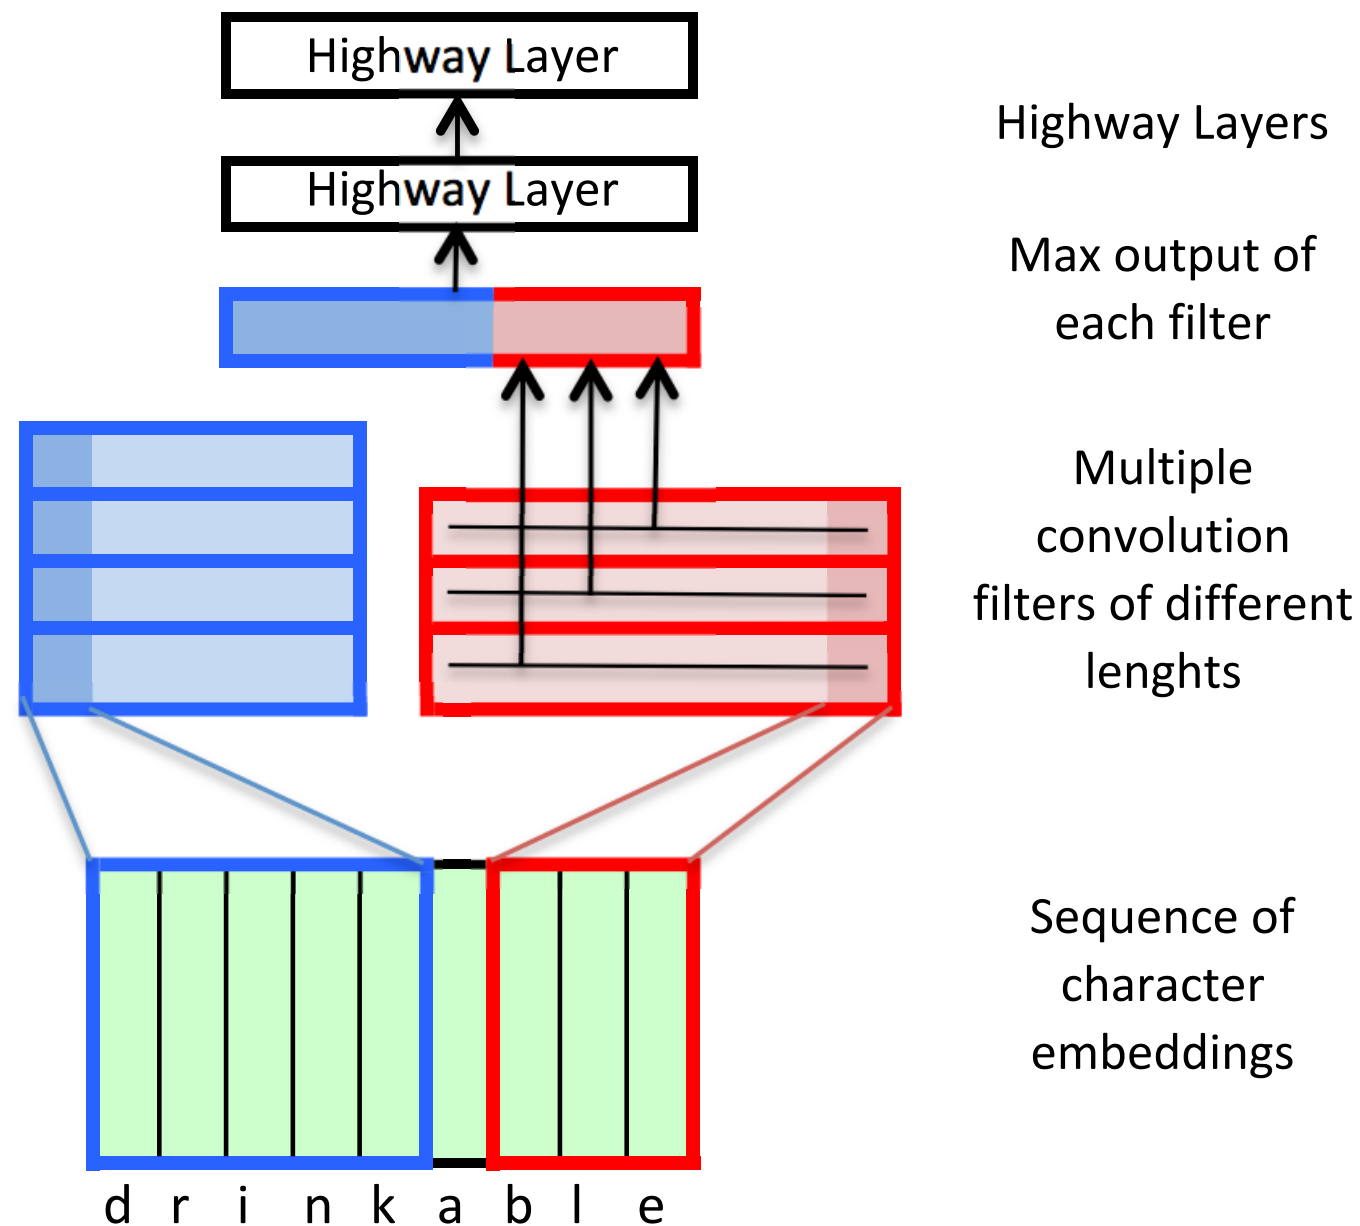 Highway Layer
Highway Layers
Highway Layer
Max output of
each filter
Multiple
convolution
filters of different
lenghts
Sequence of
character
embeddings
d r i n k a b l e